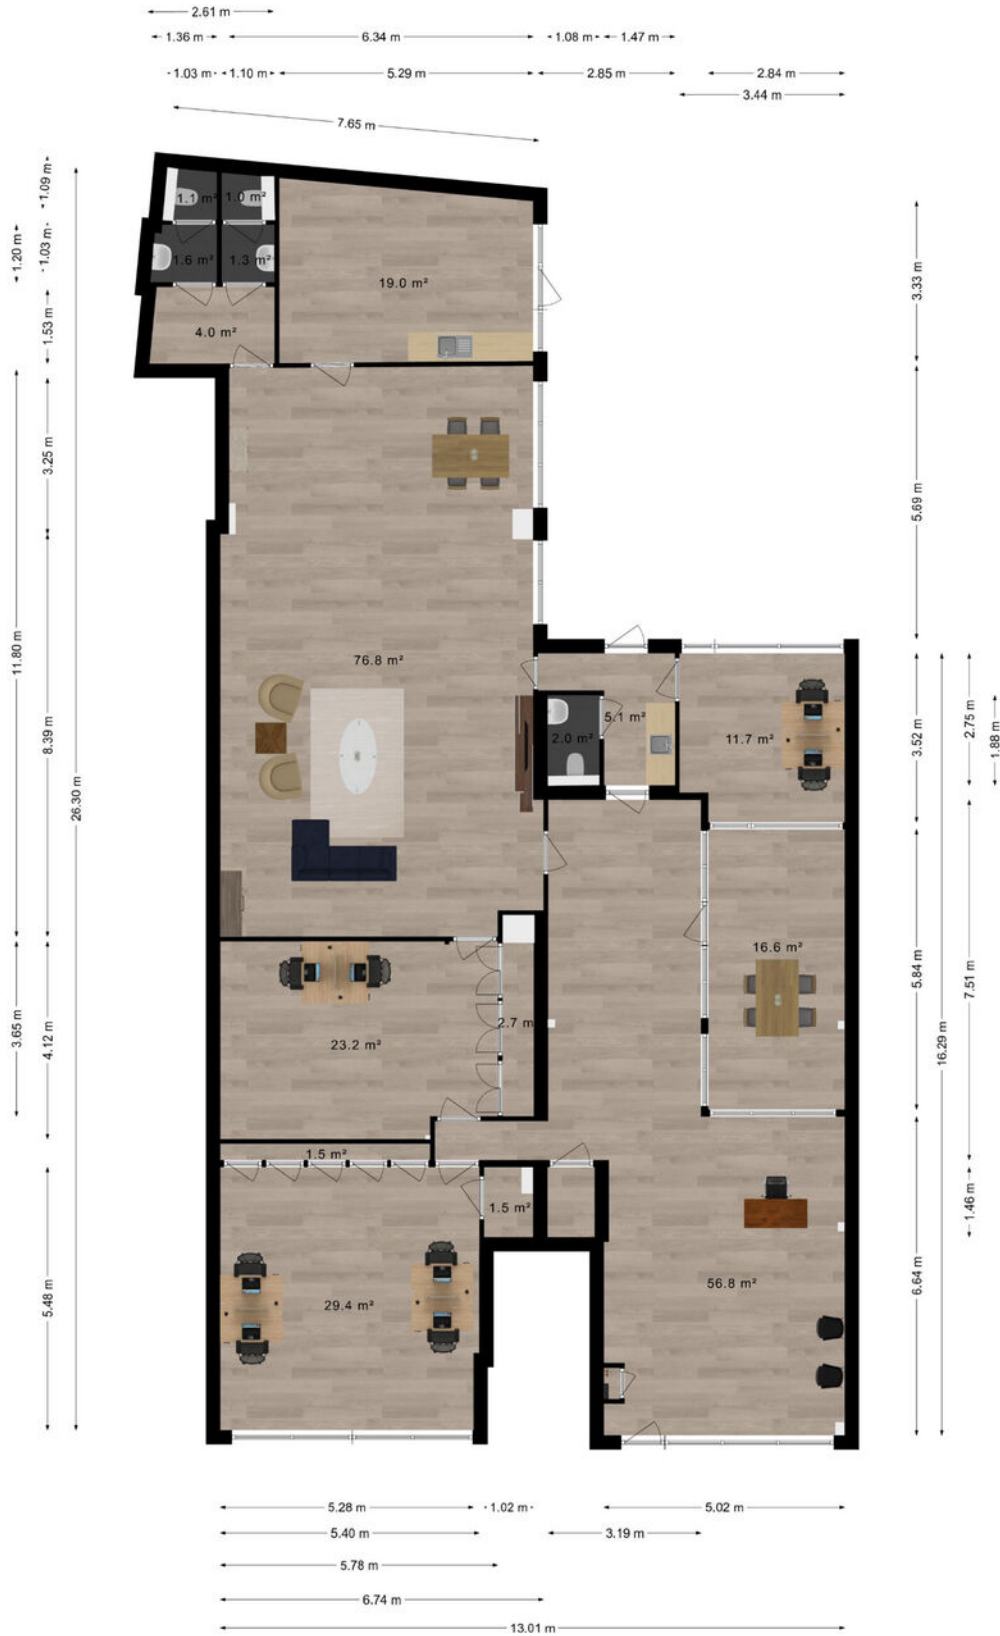 2.61 m
1.36 m
6.34 m
1.08 m
1.47 m
1.03 m
1.10 m
5.29 m
2.85 m
2.84 m
3.44 m
7.65 m
1.09 m
1.20 m
1.03 m
1.53 m
3.33 m
1.1 m²
1.0 m²
1.6 m²
1.3 m²
19.0 m²
4.0 m²
3.25 m
5.69 m
11.80 m
8.39 m
26.30 m
76.8 m²
5.1 m²
2.0 m²
11.7 m²
3.52 m
2.75 m
1.88 m
16.6 m²
5.84 m
7.51 m
16.29 m
3.65 m
4.12 m
23.2 m²
2.7 m
1.5 m²
1.5 m²
1.46 m
56.8 m²
6.64 m
29.4 m²
5.48 m
5.28 m
1.02 m
5.02 m
5.40 m
3.19 m
5.78 m
6.74 m
13.01 m